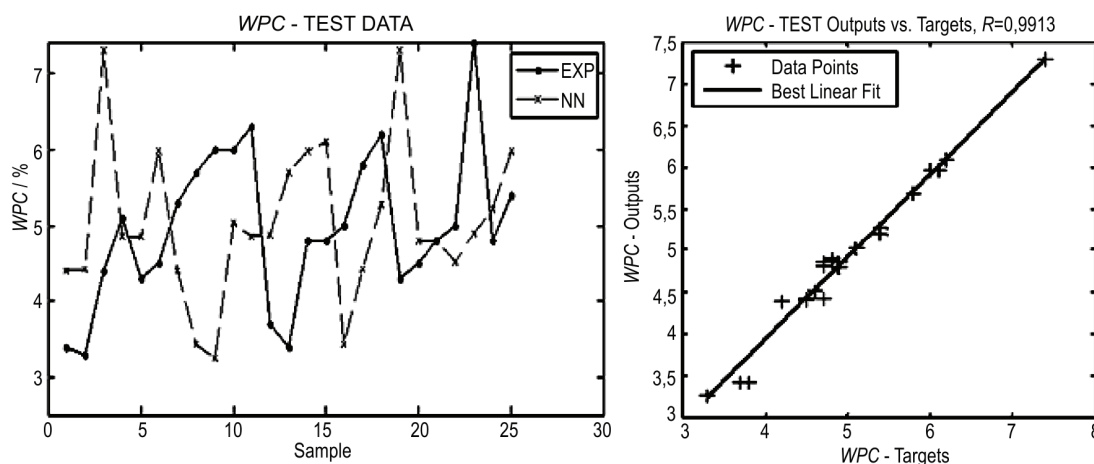 WPC - TEST DATA
7
6
5
4
3
WPC / %
EXP
NN
0
5
10
15
20
25
30
Sample
WPC - TEST Outputs vs. Targets, R=0,9913
7,5
7
6,5
6
5,5
5
4,5
4
3,5
3
WPC - Outputs
Data Points
Best Linear Fit
3
4
5
6
7
8
WPC - Targets